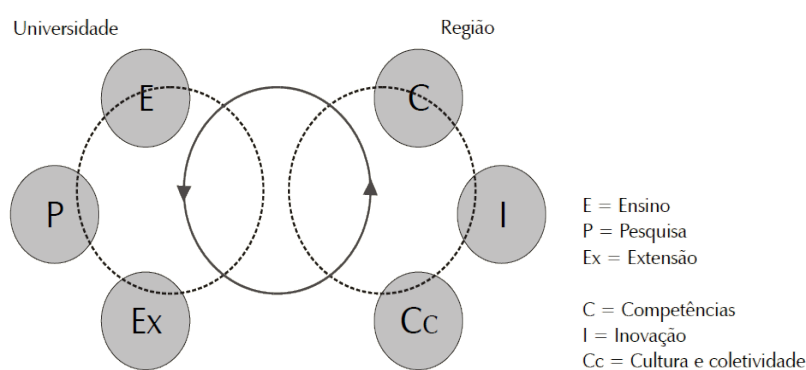 Universidade
Região
E
C
P
I
Ex
Cc
E = Ensino
P = Pesquisa
Ex = Extensão
C = Competências
I = Inovação
Cc = Cultura e coletividade